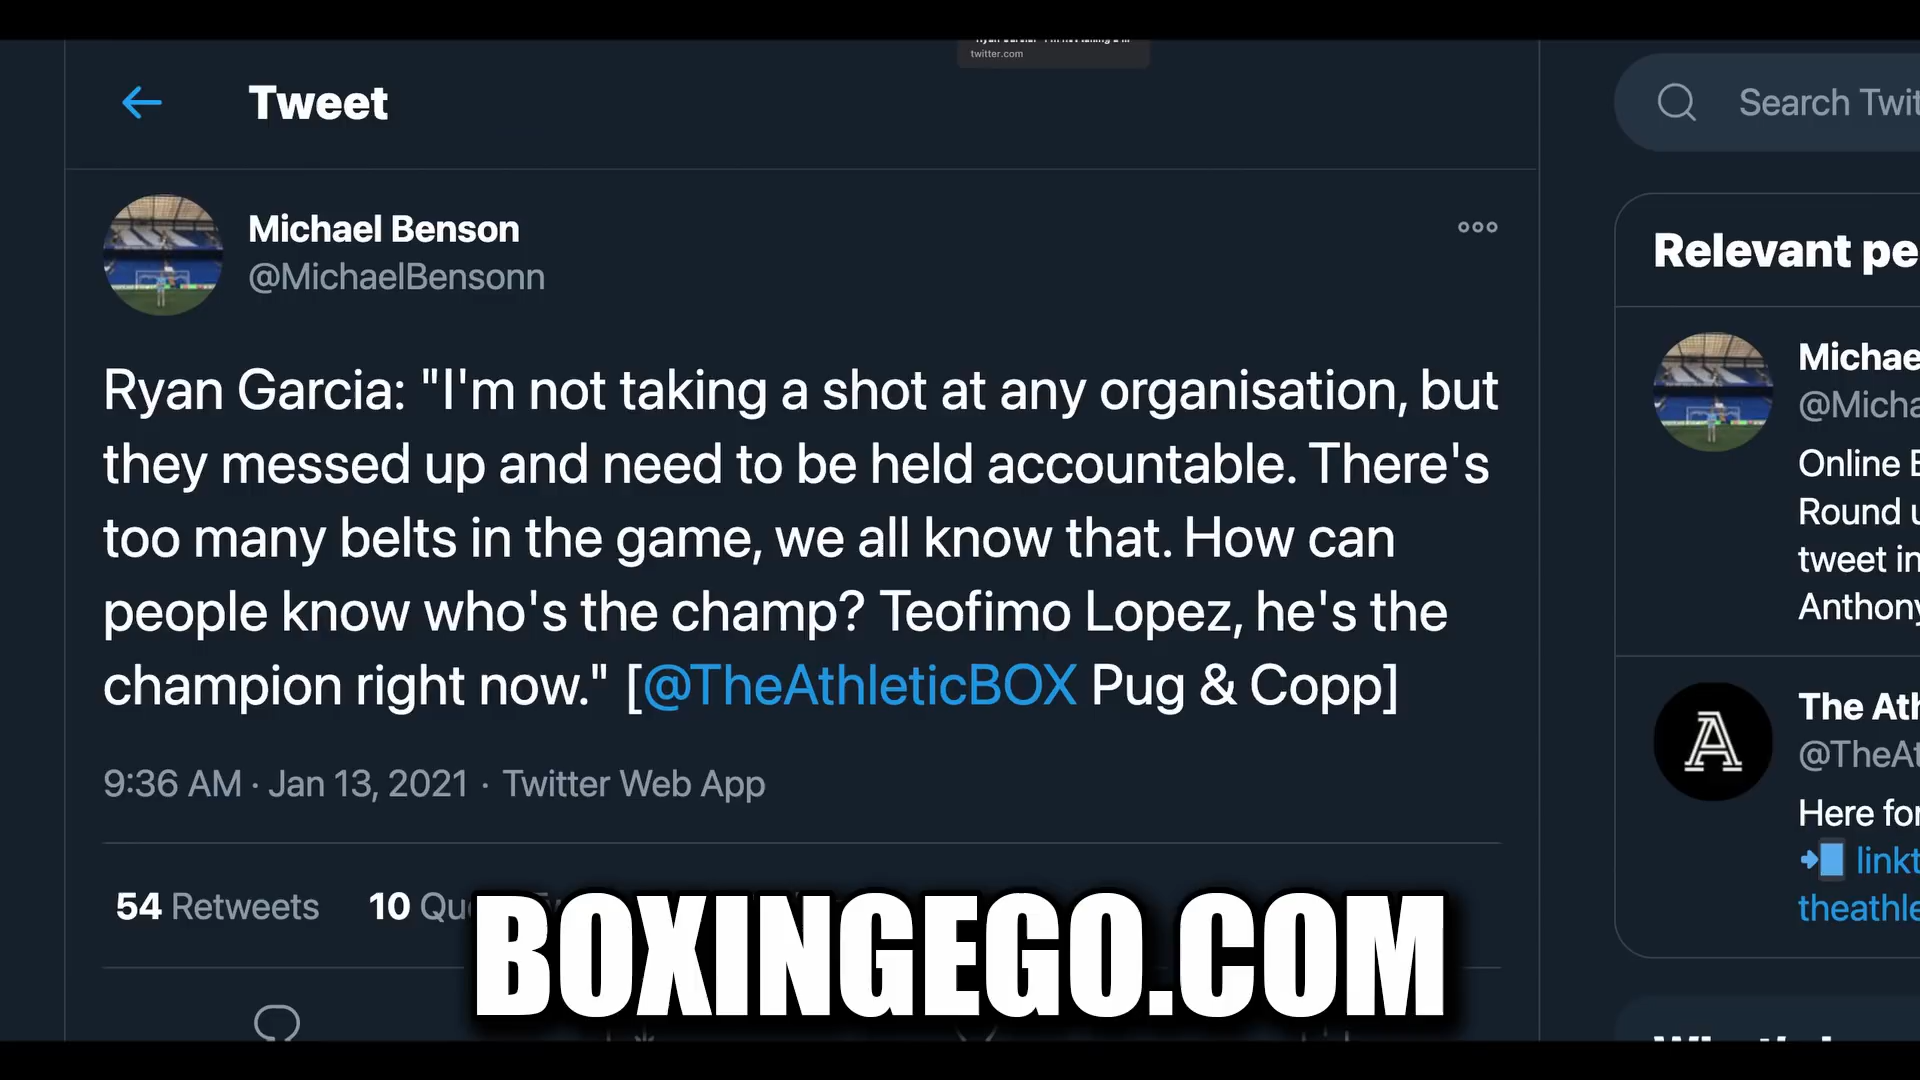 twitter.com
Tweet
Search Twit
Michael Benson
@MichaelBensonn
Ryan Garcia: "I'm not taking a shot at any organisation, but
they messed up and need to be held accountable. There's
too many belts in the game, we all know that. How can
people know who's the champ? Teofimo Lopez, he's the
champion right now." [@TheAthleticBOX Pug & Copp]
9:36 AM · Jan 13, 2021 · Twitter Web App
54 Retweets 10 Qu
BOXINGEGO.COM
Relevant pe
Michae
@Micha
Online B
Round u
tweet in
Anthony
The Ath
@TheAt
Here for
linkt
theathle